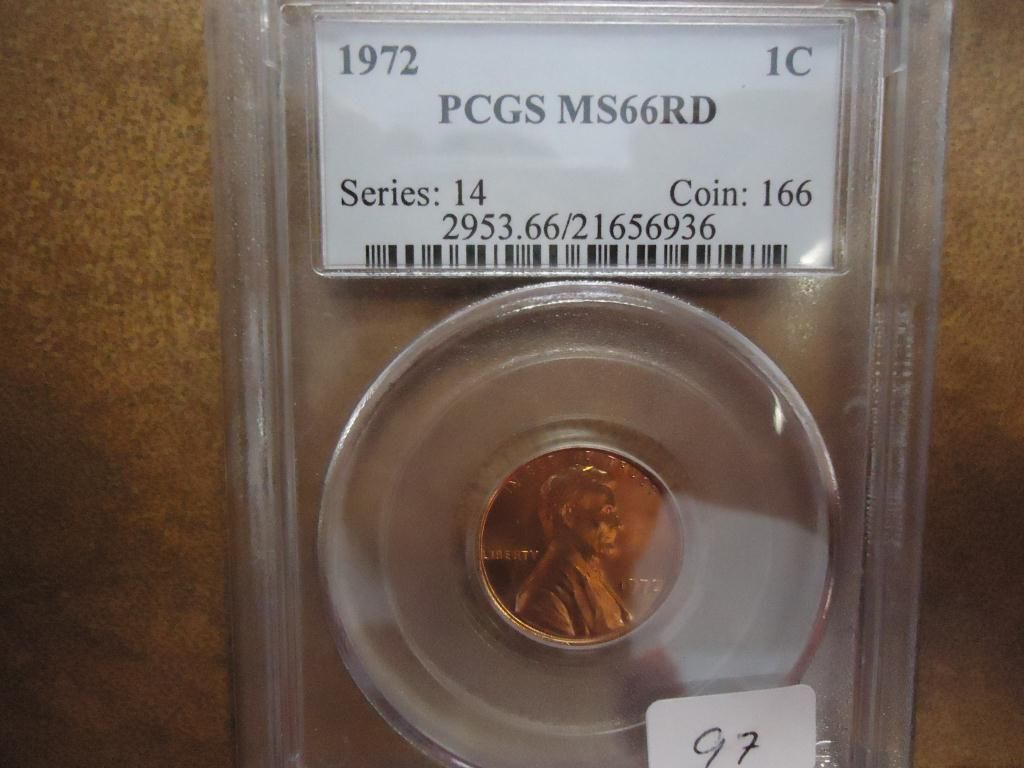 1972 1C
PCGS MS66RD
Series: 14 Coin: 166
2953.66/21656936
LIBERTY
1972
97